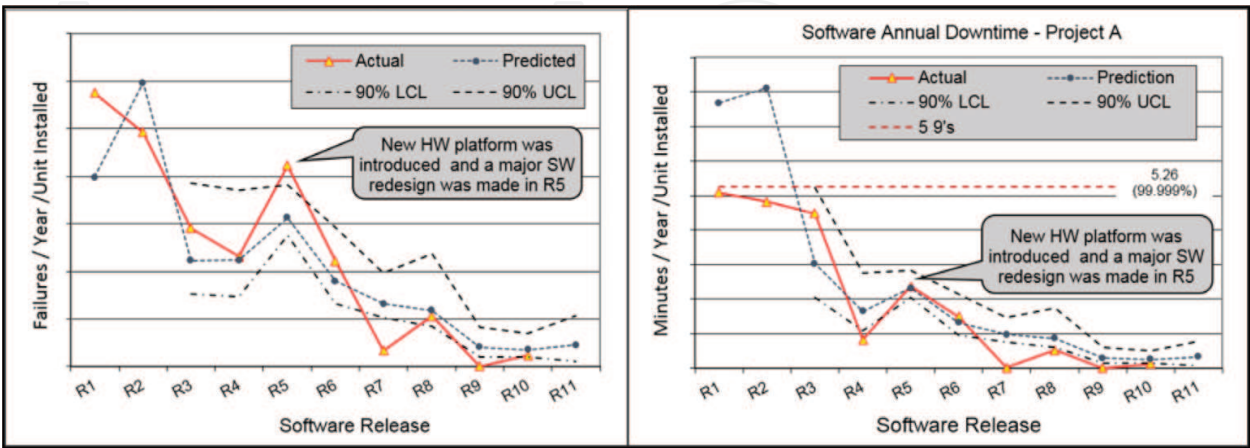 Failures / Year /Unit Installed
Actual
Predicted
90% LCL
90% UCL
New HW platform was
introduced and a major SW
redesign was made in R5
R1
R2
R3
R4
R5
R6
R7
R8
R9
R10
R11
Software Release
Software Annual Downtime - Project A
Minutes / Year /Unit Installed
Actual
Prediction
90% LCL
90% UCL
5 9's
5.26
(99.999%)
New HW platform was
introduced and a major SW
redesign was made in R5
R1
R2
R3
R4
R5
R6
R7
R8
R9
R10
R11
Software Release